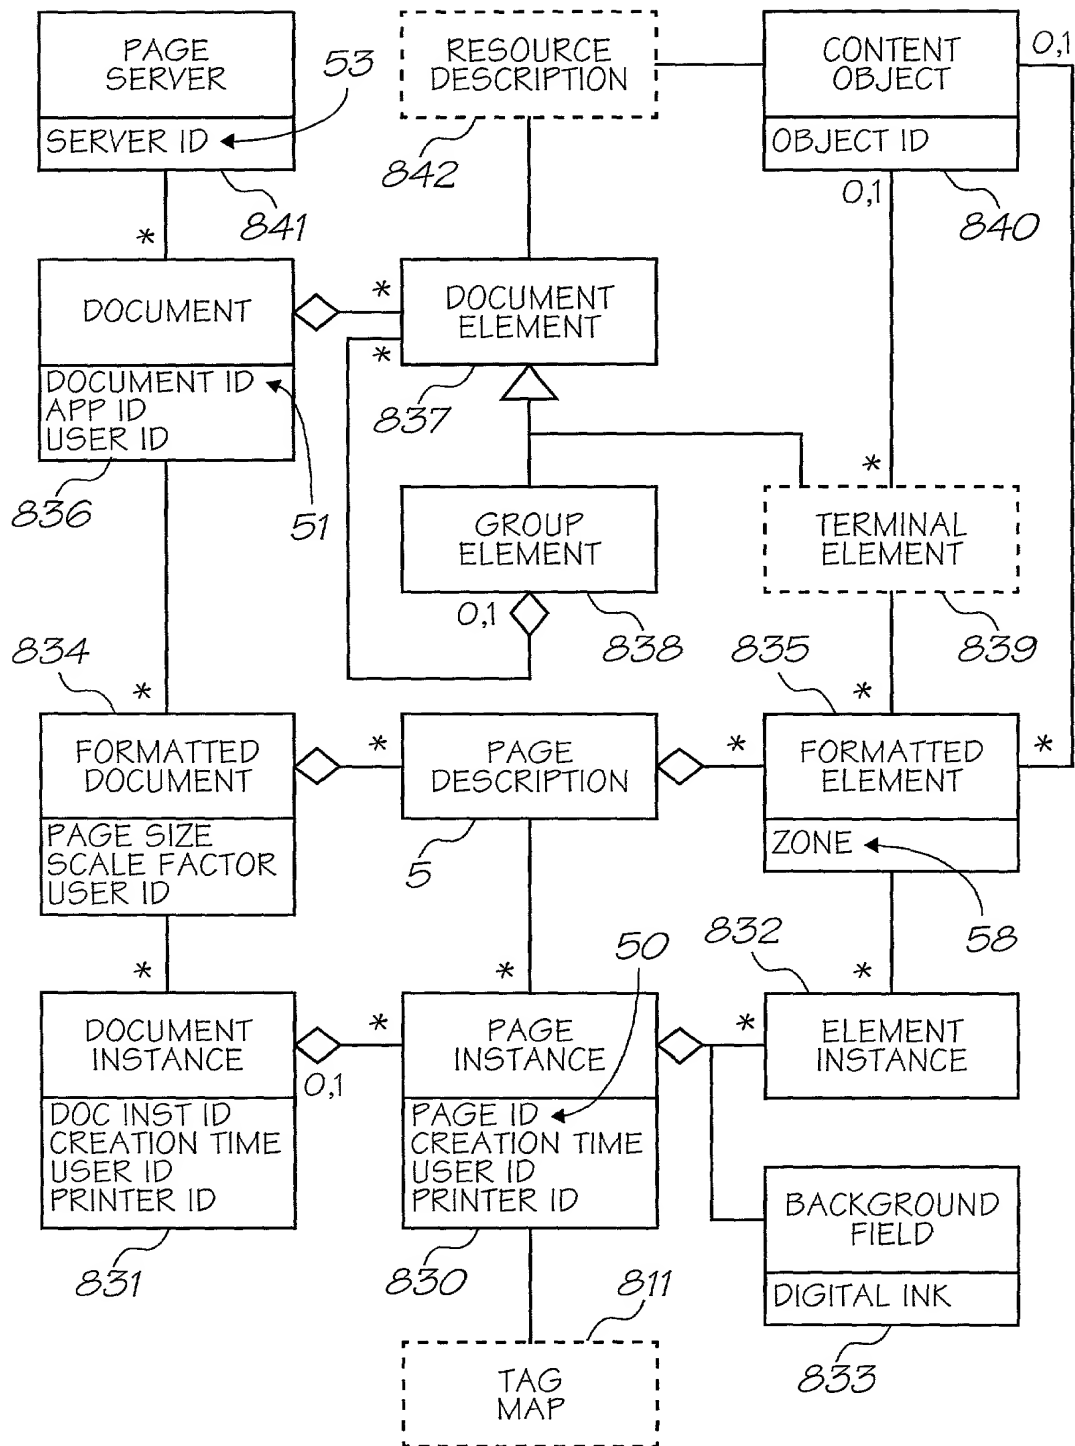 PAGE
SERVER
SERVER ID
53
841
*
RESOURCE
DESCRIPTION
842
CONTENT
OBJECT
OBJECT ID
0,1
0,1
840
DOCUMENT
DOCUMENT ID
APP ID
USER ID
836
51
*
*
DOCUMENT
ELEMENT
837
GROUP
ELEMENT
0,1
838
*
TERMINAL
ELEMENT
839
834
*
FORMATTED
DOCUMENT
PAGE SIZE
SCALE FACTOR
USER ID
*
PAGE
DESCRIPTION
5
*
835
*
FORMATTED
ELEMENT
*
ZONE
58
*
DOCUMENT
INSTANCE
0,1
DOC INST ID
CREATION TIME
USER ID
PRINTER ID
831
*
*
50
PAGE
INSTANCE
PAGE ID
CREATION TIME
USER ID
PRINTER ID
830
*
832
*
ELEMENT
INSTANCE
BACKGROUND
FIELD
DIGITAL INK
833
811
TAG
MAP